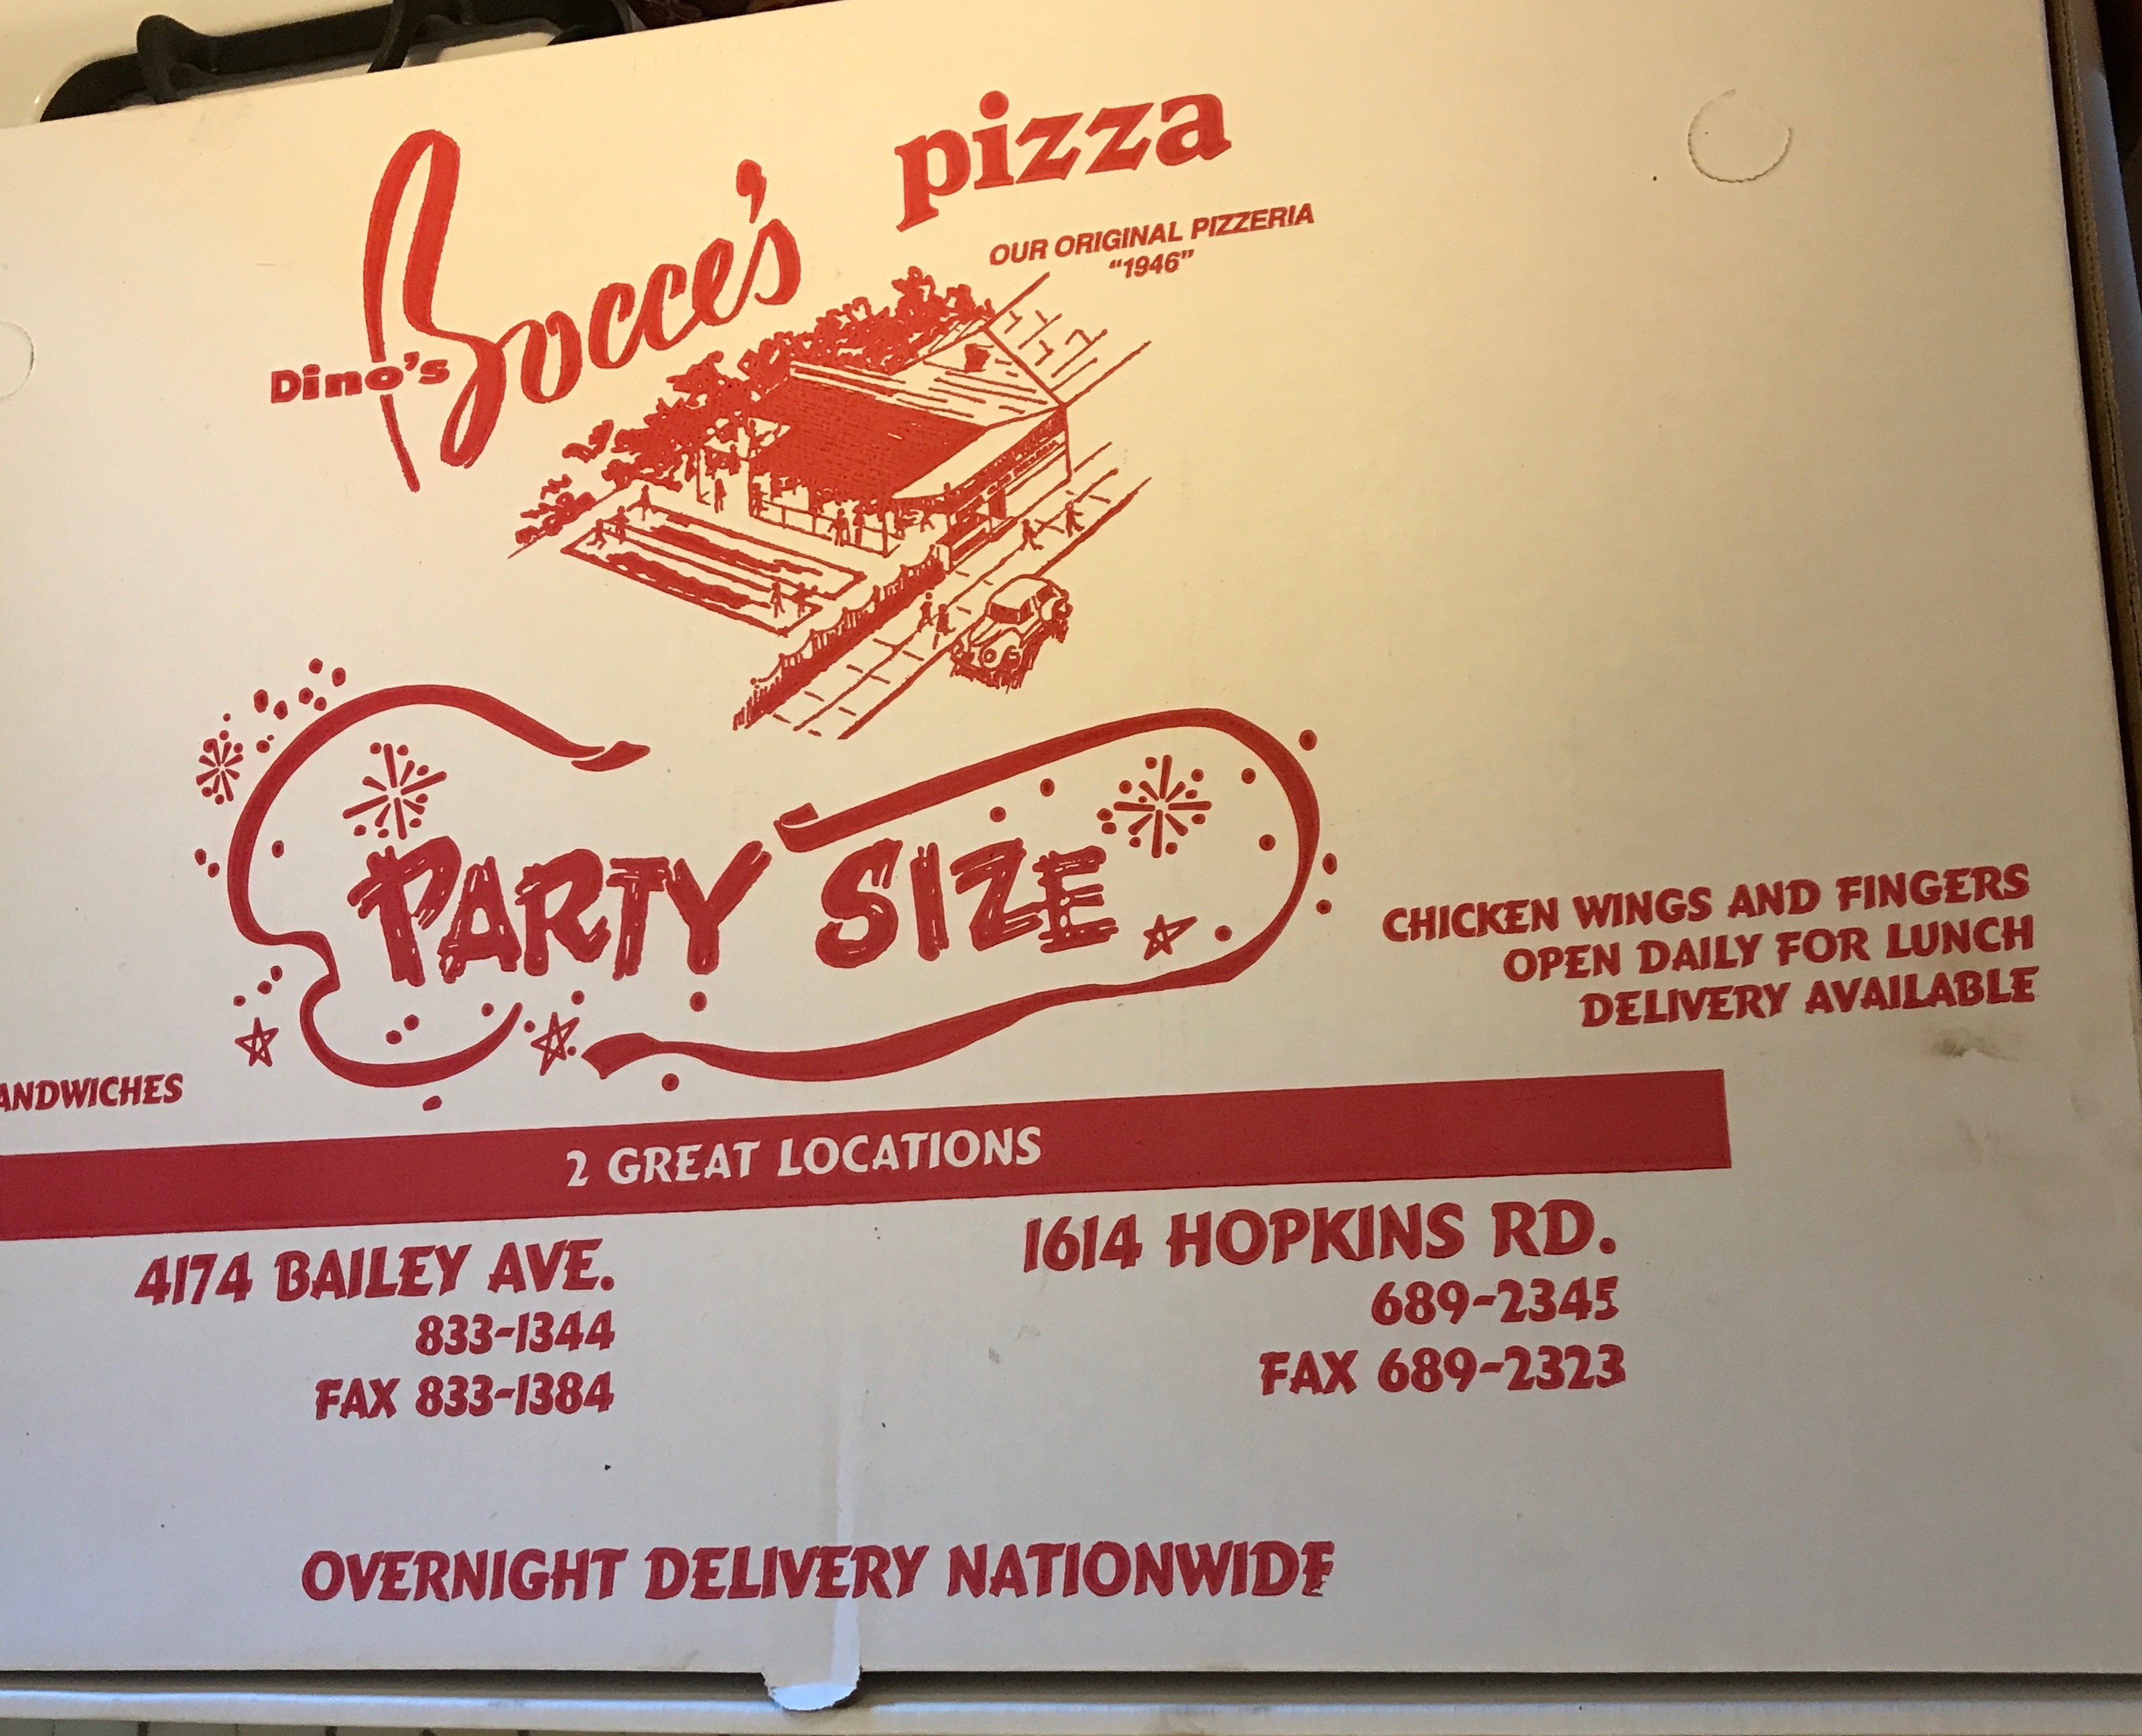 Dino's Bocce's pizza
OUR ORIGINAL PIZZERIA
"1946"
PARTY SIZE
CHICKEN WINGS AND FINGERS
OPEN DAILY FOR LUNCH
DELIVERY AVAILABLE
ANDWICHES
2 GREAT LOCATIONS
4174 BAILEY AVE.
833-1344
FAX 833-1384
1614 HOPKINS RD.
689-2345
FAX 689-2323
OVERNIGHT DELIVERY NATIONWIDE